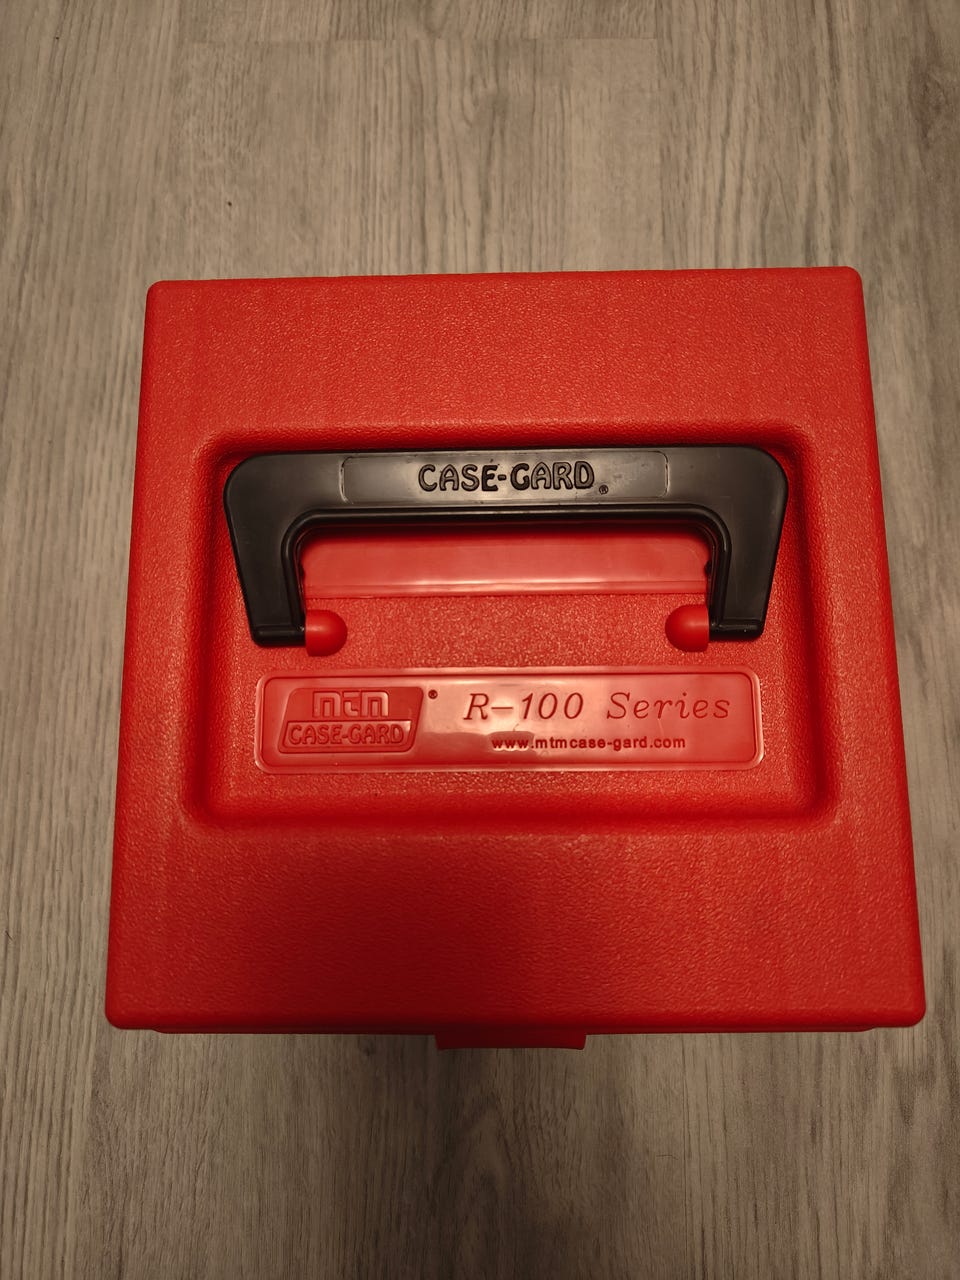 CASE-GARD ®
mtm ®
CASE-GARD
R-100 Series
www.mtmcase-gard.com